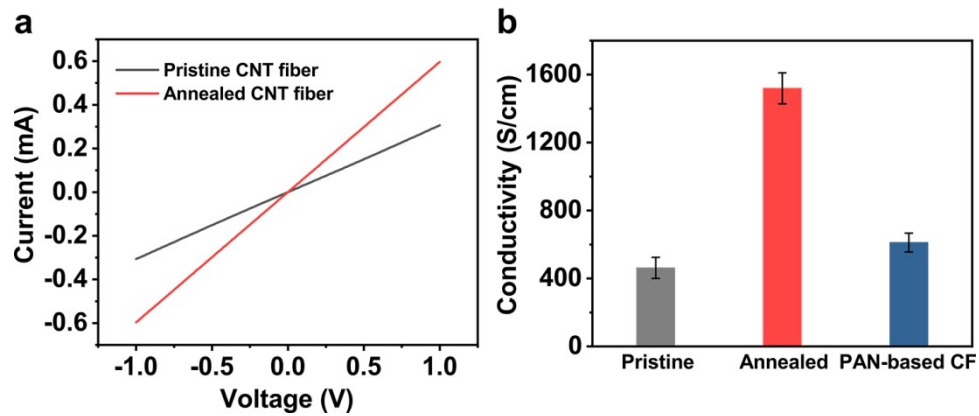 a
Current (mA)
0.6
0.4
0.2
0.0
-0.2
-0.4
-0.6
Pristine CNT fiber
Annealed CNT fiber
-1.0 -0.5 0.0 0.5 1.0
Voltage (V)
b
Conductivity (S/cm)
1600
1200
800
400
0
Pristine Annealed PAN-based CF